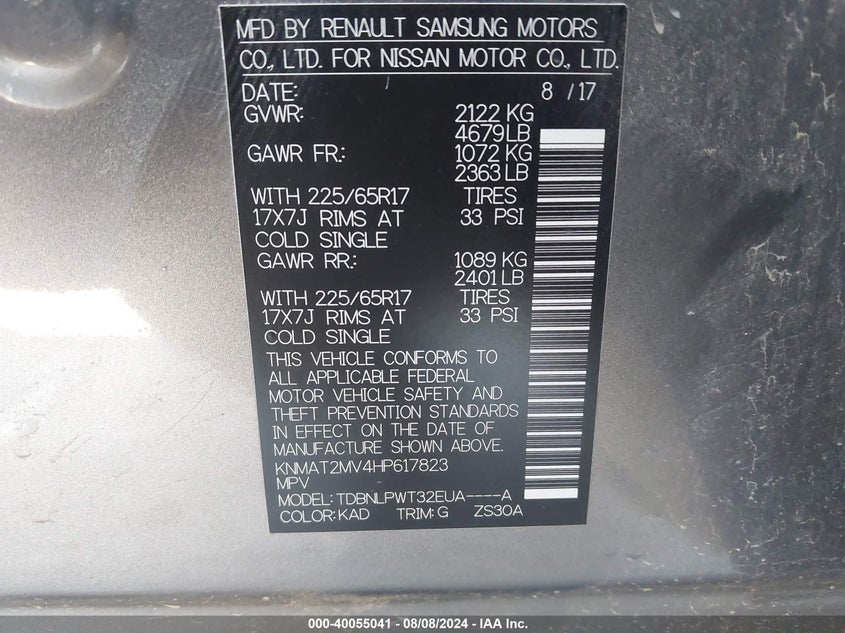 MFD BY RENAULT SAMSUNG MOTORS
CO., LTD. FOR NISSAN MOTOR CO., LTD.
DATE: 8 /17
GVWR: 2122 KG
4679 LB
GAWR FR.: 1072 KG
2363 LB
WITH 225/65R17 TIRES
17X7J RIMS AT 33 PSI
COLD SINGLE
GAWR RR.: 1089 KG
2401 LB
WITH 225/65R17 TIRES
17X7J RIMS AT 33 PSI
COLD SINGLE
THIS VEHICLE CONFORMS TO
ALL APPLICABLE FEDERAL
MOTOR VEHICLE SAFETY AND
THEFT PREVENTION STANDARDS
IN EFFECT ON THE DATE OF
MANUFACTURE SHOWN ABOVE.
KNMAT2MV4HP617823
MPV
MODEL: TDBNLPWT32EUA----A
COLOR: KAD TRIM: G ZS30A
000-40055041 - 08/08/2024 - IAA Inc.